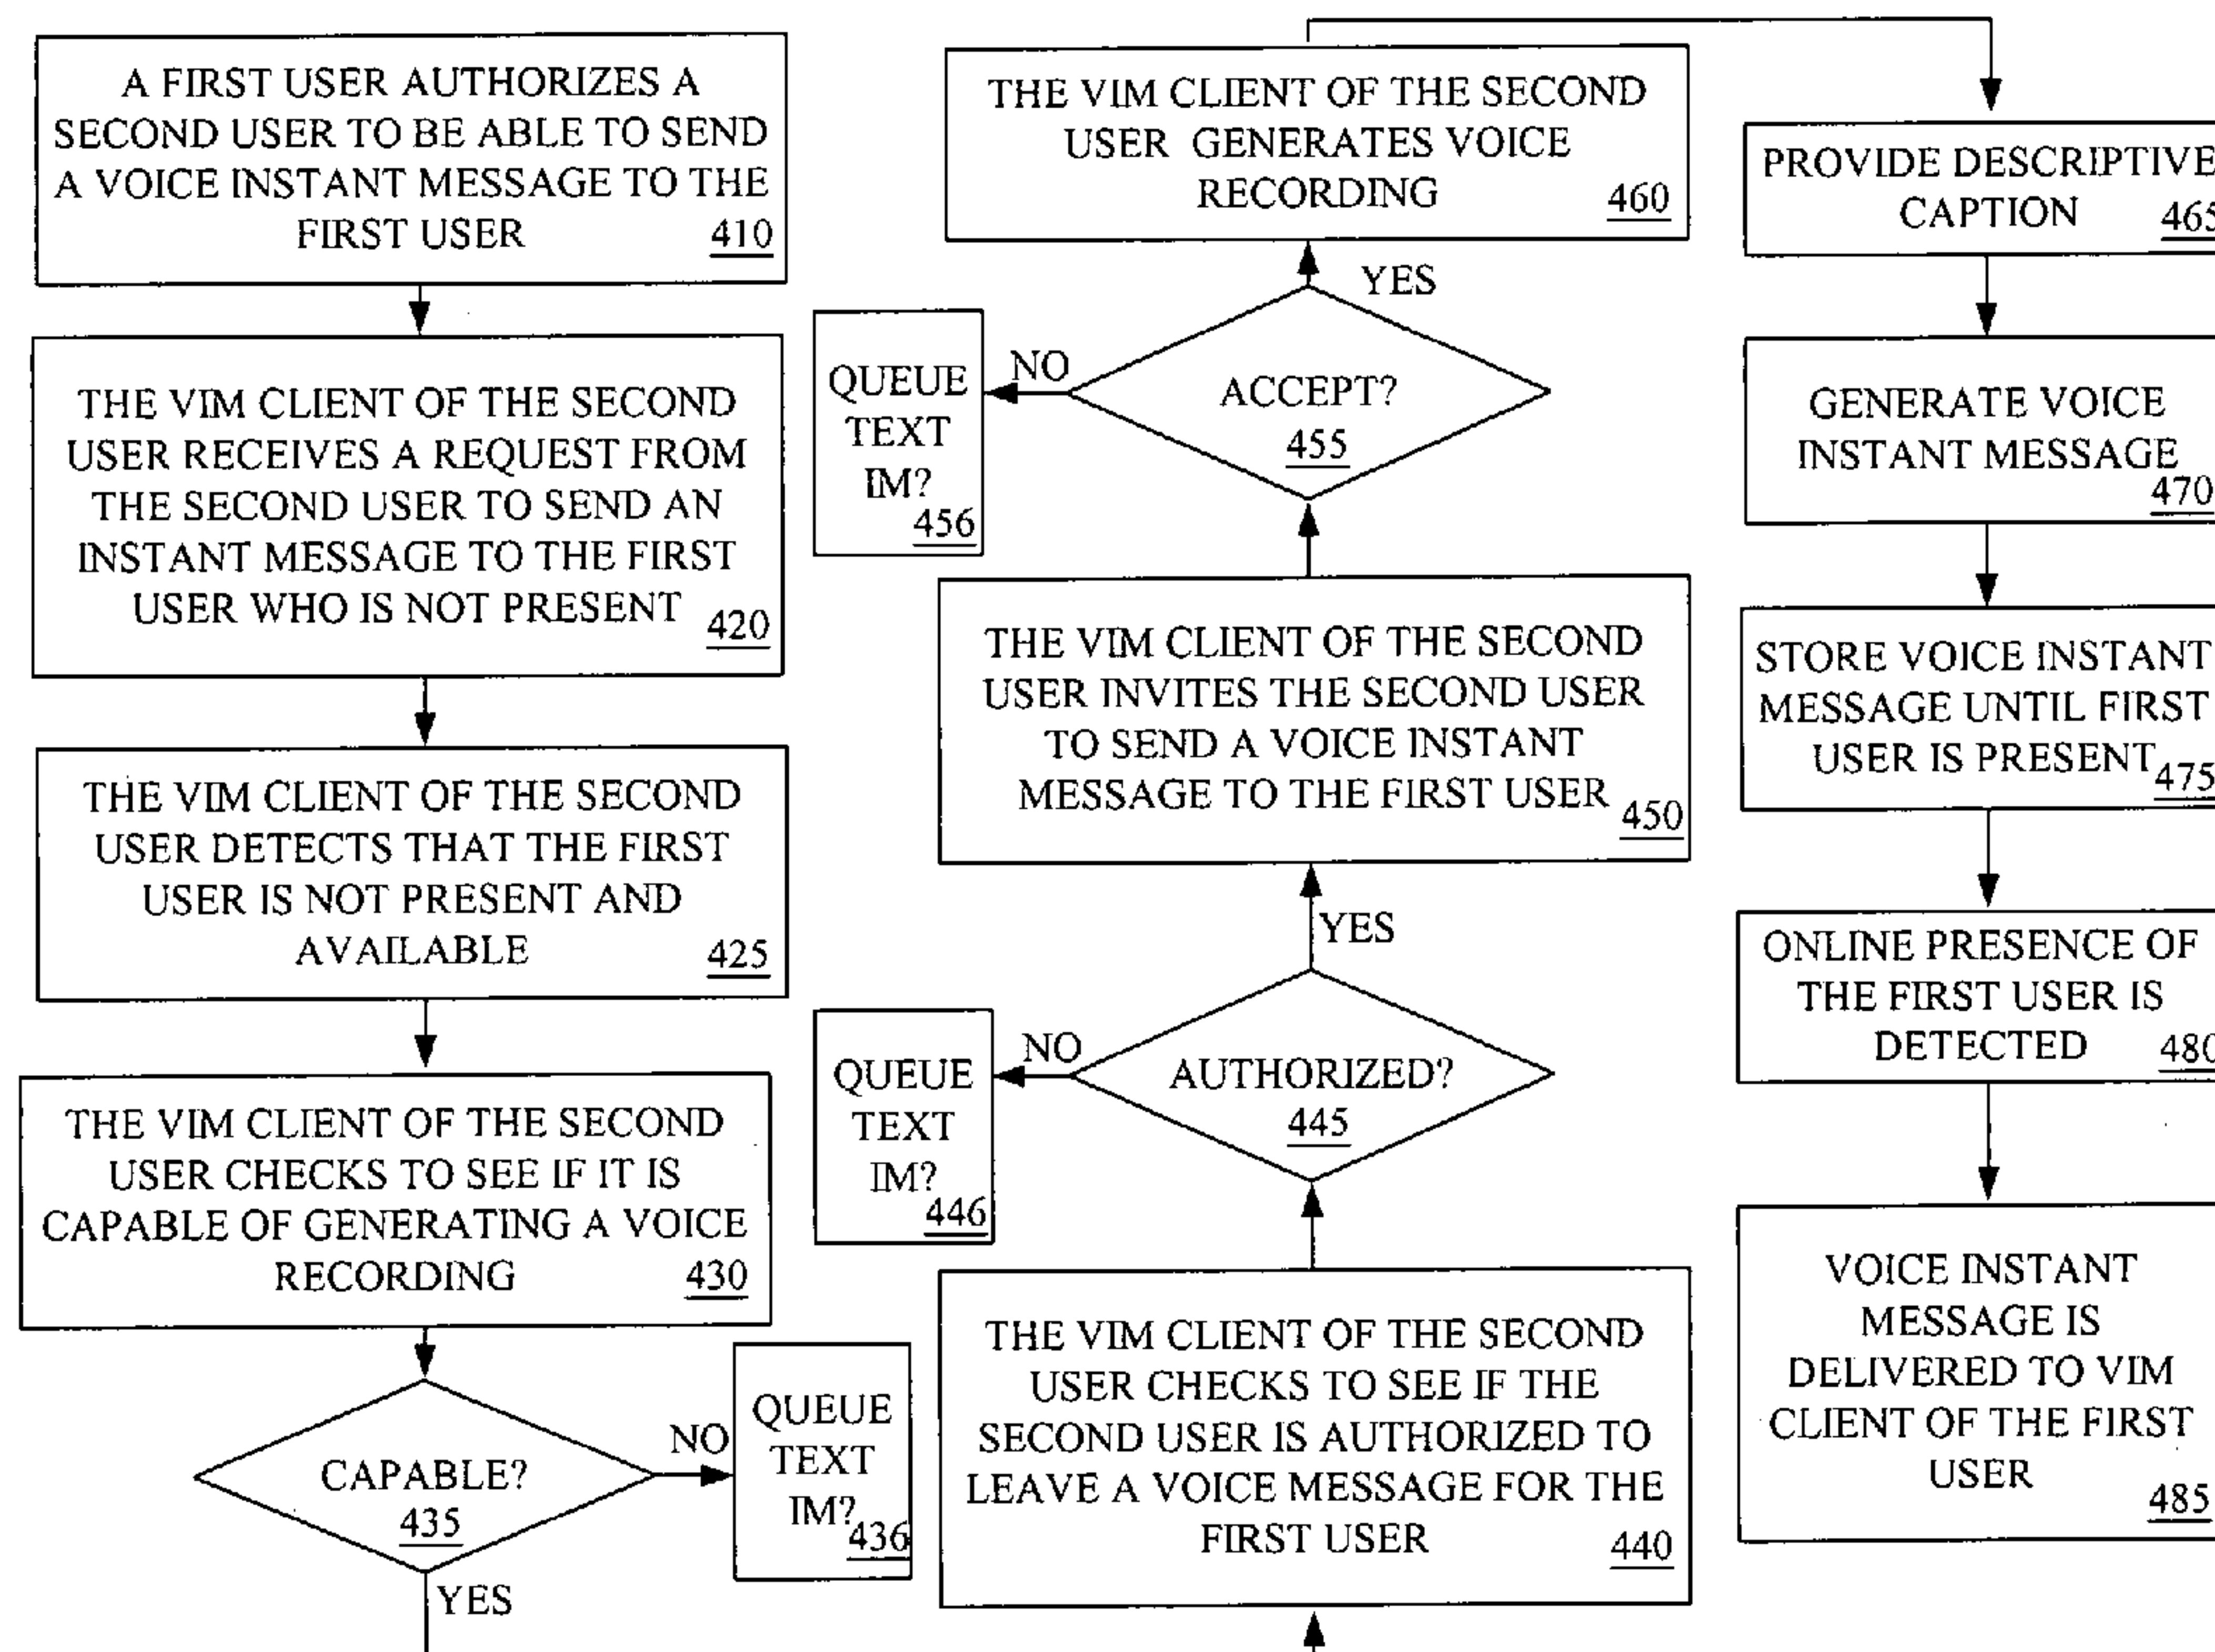 A FIRST USER AUTHORIZES A
SECOND USER TO BE ABLE TO SEND
A VOICE INSTANT MESSAGE TO THE
FIRST USER 410
THE VIM CLIENT OF THE SECOND
USER RECEIVES A REQUEST FROM
THE SECOND USER TO SEND AN
INSTANT MESSAGE TO THE FIRST
USER WHO IS NOT PRESENT 420
THE VIM CLIENT OF THE SECOND
USER DETECTS THAT THE FIRST
USER IS NOT PRESENT AND
AVAILABLE 425
THE VIM CLIENT OF THE SECOND
USER CHECKS TO SEE IF IT IS
CAPABLE OF GENERATING A VOICE
RECORDING 430
CAPABLE?
435
NO
QUEUE
TEXT
IM?
436
YES
THE VIM CLIENT OF THE SECOND
USER CHECKS TO SEE IF THE
SECOND USER IS AUTHORIZED TO
LEAVE A VOICE MESSAGE FOR THE
FIRST USER 440
AUTHORIZED?
445
NO
QUEUE
TEXT
IM?
446
YES
THE VIM CLIENT OF THE SECOND
USER INVITES THE SECOND USER
TO SEND A VOICE INSTANT
MESSAGE TO THE FIRST USER 450
ACCEPT?
455
NO
QUEUE
TEXT
IM?
456
YES
THE VIM CLIENT OF THE SECOND
USER GENERATES VOICE
RECORDING 460
PROVIDE DESCRIPTIVE
CAPTION 465
GENERATE VOICE
INSTANT MESSAGE
470
STORE VOICE INSTANT
MESSAGE UNTIL FIRST
USER IS PRESENT 475
ONLINE PRESENCE OF
THE FIRST USER IS
DETECTED 480
VOICE INSTANT
MESSAGE IS
DELIVERED TO VIM
CLIENT OF THE FIRST
USER
485